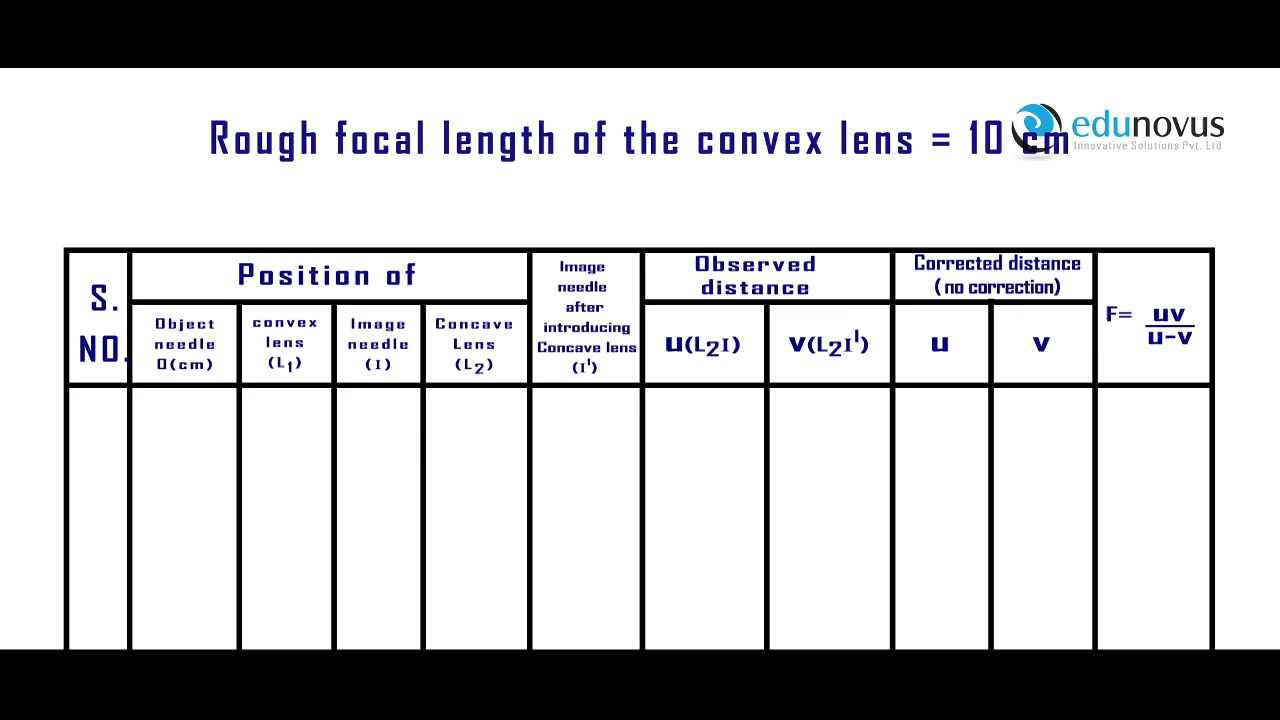 Rough focal length of the convex lens = 10 cm
edunovus
Innovative Solutions Pvt. Ltd
S.
NO.
Position of
Object
needle
O(cm)
convex
lens
(L1)
Image
needle
(I)
Concave
Lens
(L2)
Image
needle
after
introducing
Concave lens
(I')
Observed
distance
u(L2I)
v(L2I')
Corrected distance
( no correction)
u
v
F= uv
u-v